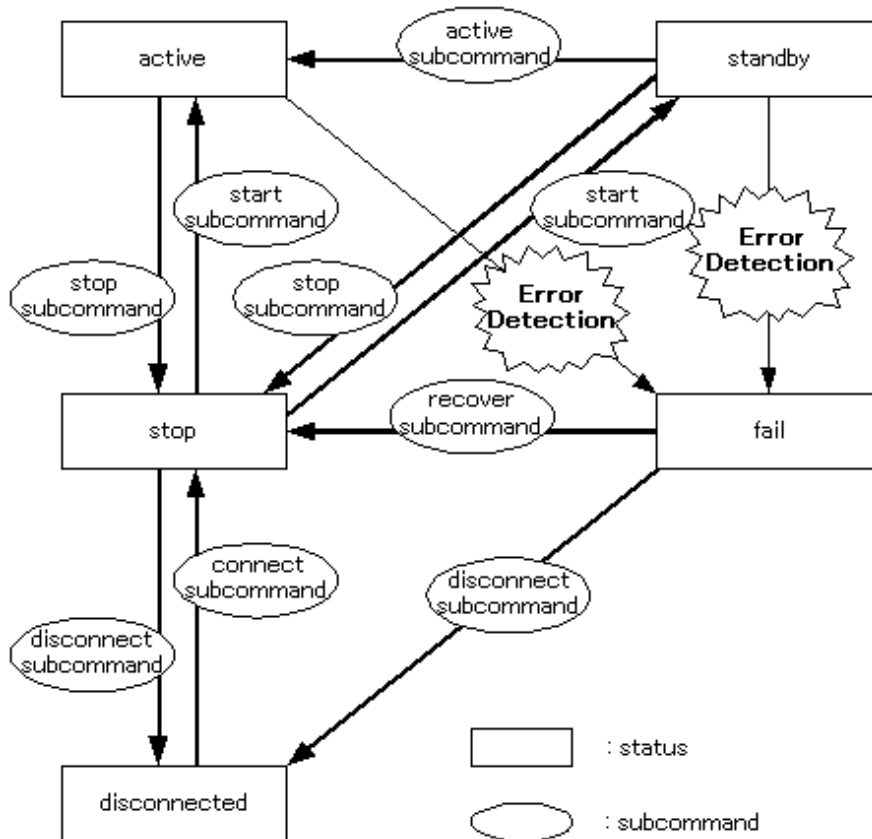 active
subcommand
active
standby
start
subcommand
start
subcommand
Error
Detection
stop
subcommand
stop
subcommand
Error
Detection
recover
subcommand
stop
fail
connect
subcommand
disconnect
subcommand
disconnect
subcommand
: status
disconnected
: subcommand